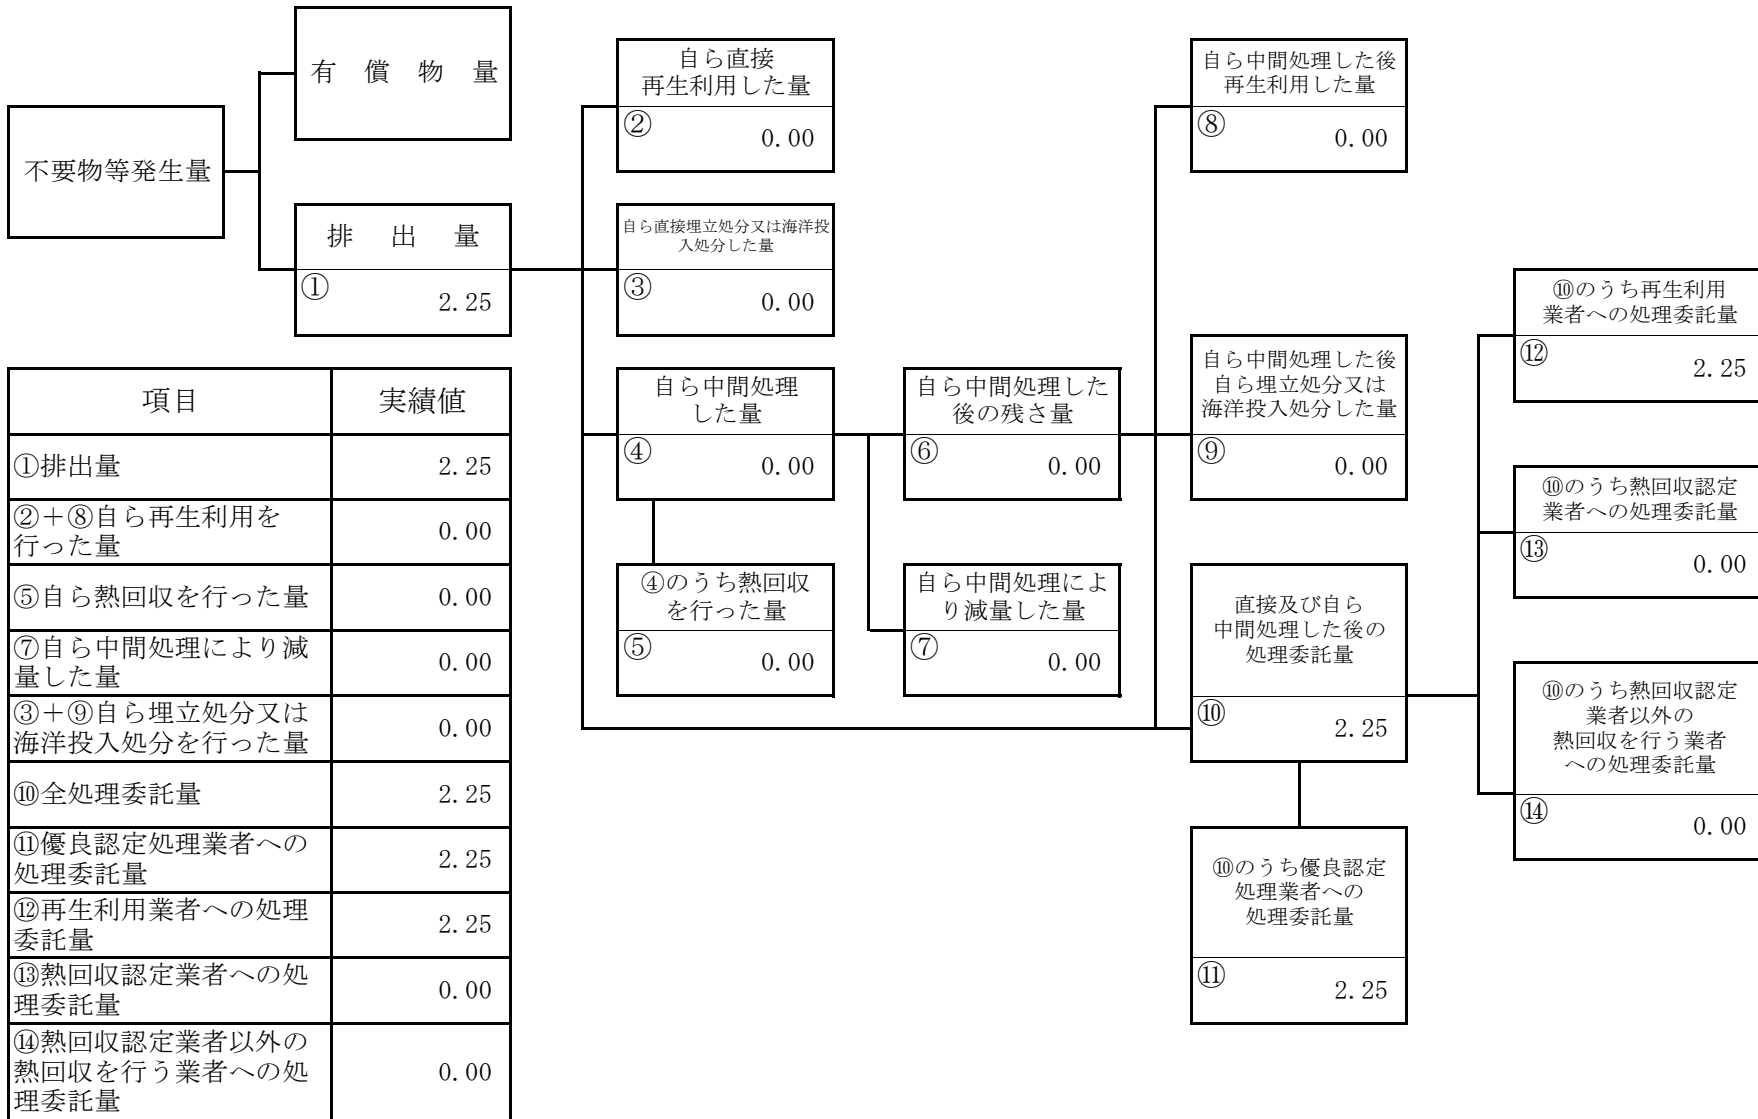 不要物等発生量
有 償 物 量
排 出 量
①
2.25
自ら直接
再生利用した量
②
0.00
自ら直接埋立処分又は海洋投
入処分した量
③
0.00
自ら中間処理
した量
④
0.00
④のうち熱回収
を行った量
⑤
0.00
自ら中間処理した
後の残さ量
⑥
0.00
自ら中間処理によ
り減量した量
⑦
0.00
自ら中間処理した後
再生利用した量
⑧
0.00
自ら中間処理した後
自ら埋立処分又は
海洋投入処分した量
⑨
0.00
直接及び自ら
中間処理した後の
処理委託量
⑩
2.25
⑩のうち優良認定
処理業者への
処理委託量
⑪
2.25
⑩のうち再生利用
業者への処理委託量
⑫
2.25
⑩のうち熱回収認定
業者への処理委託量
⑬
0.00
⑩のうち熱回収認定
業者以外の
熱回収を行う業者
への処理委託量
⑭
0.00
項目 実績値
①排出量 2.25
②＋⑧自ら再生利用を
行った量 0.00
⑤自ら熱回収を行った量 0.00
⑦自ら中間処理により減
量した量 0.00
③＋⑨自ら埋立処分又は
海洋投入処分を行った量 0.00
⑩全処理委託量 2.25
⑪優良認定処理業者への
処理委託量 2.25
⑫再生利用業者への処理
委託量 2.25
⑬熱回収認定業者への処
理委託量 0.00
⑭熱回収認定業者以外の
熱回収を行う業者への処 0.00
理委託量